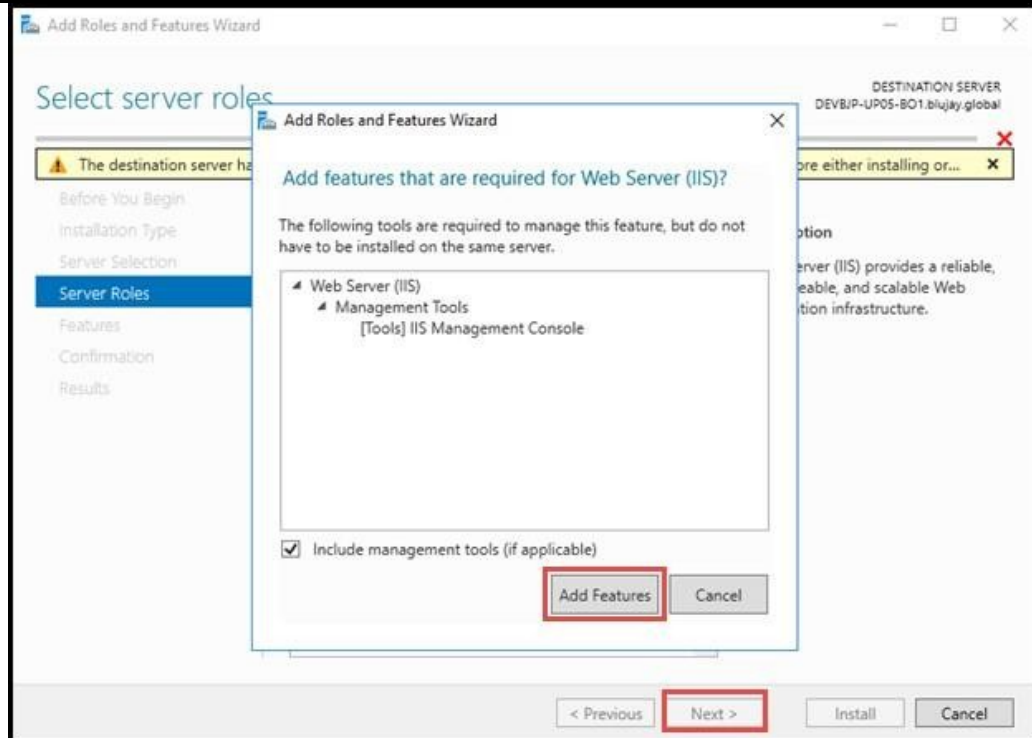 Add Roles and Features Wizard
Select server roles
DESTINATION SERVER
DEVBJP-UP05-BO1.blujay.global
The destination server ha
ore either installing or...
Before You Begin
Installation Type
Server Selection
Server Roles
Features
Confirmation
Results
Add Roles and Features Wizard
Add features that are required for Web Server (IIS)?
The following tools are required to manage this feature, but do not
have to be installed on the same server.
Web Server (IIS)
Management Tools
[Tools] IIS Management Console
Include management tools (if applicable)
Add Features
Cancel
ption
erver (IIS) provides a reliable,
eable, and scalable Web
tion infrastructure.
< Previous
Next >
Install
Cancel